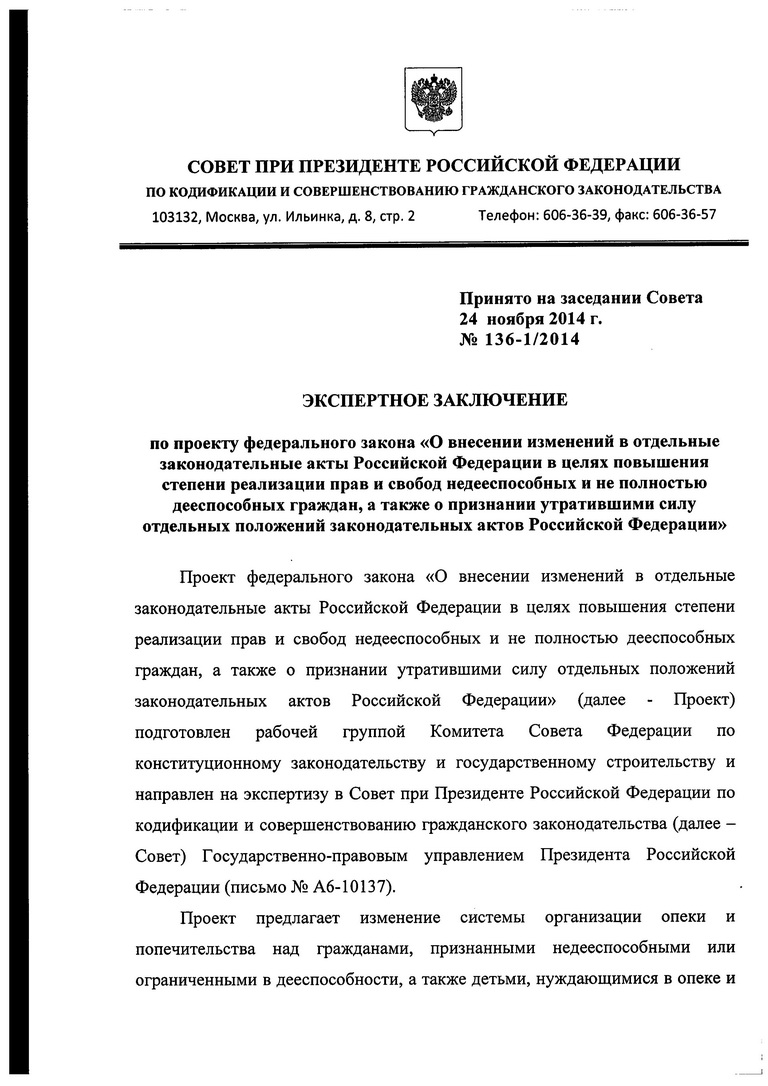 СОВЕТ ПРИ ПРЕЗИДЕНТЕ РОССИЙСКОЙ ФЕДЕРАЦИИ
ПО КОДИФИКАЦИИ И СОВЕРШЕНСТВОВАНИЮ ГРАЖДАНСКОГО ЗАКОНОДАТЕЛЬСТВА
103132, Москва, ул. Ильинка, д. 8, стр. 2 Телефон: 606-36-39, факс: 606-36-57
Принято на заседании Совета
24 ноября 2014 г.
№ 136-1/2014
ЭКСПЕРТНОЕ ЗАКЛЮЧЕНИЕ
по проекту федерального закона «О внесении изменений в отдельные
законодательные акты Российской Федерации в целях повышения
степени реализации прав и свобод недееспособных и не полностью
дееспособных граждан, а также о признании утратившими силу
отдельных положений законодательных актов Российской Федерации»
Проект федерального закона «О внесении изменений в отдельные
законодательные акты Российской Федерации в целях повышения степени
реализации прав и свобод недееспособных и не полностью дееспособных
граждан, а также о признании утратившими силу отдельных положений
законодательных актов Российской Федерации» (далее - Проект)
подготовлен рабочей группой Комитета Совета Федерации по
конституционному законодательству и государственному строительству и
направлен на экспертизу в Совет при Президенте Российской Федерации по
кодификации и совершенствованию гражданского законодательства (далее –
Совет) Государственно-правовым управлением Президента Российской
Федерации (письмо № А6-10137).
Проект предлагает изменение системы организации опеки и
попечительства над гражданами, признанными недееспособными или
ограниченными в дееспособности, а также детьми, нуждающимися в опеке и